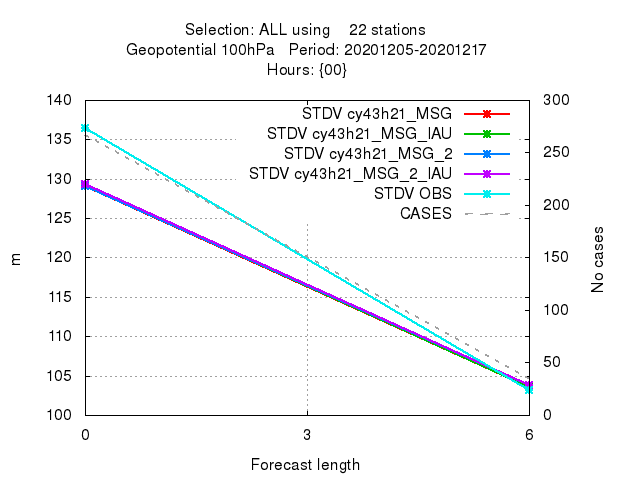 Selection: ALL using 22 stations
Geopotential 100hPa Period: 20201205-20201217
Hours: {00}
140
135
130
125
120
115
110
105
100
m
STDV cy43h21_MSG
STDV cy43h21_MSG_IAU
STDV cy43h21_MSG_2
STDV cy43h21_MSG_2_IAU
STDV OBS
CASES
300
250
200
150
100
50
0
No cases
0 3 6
Forecast length